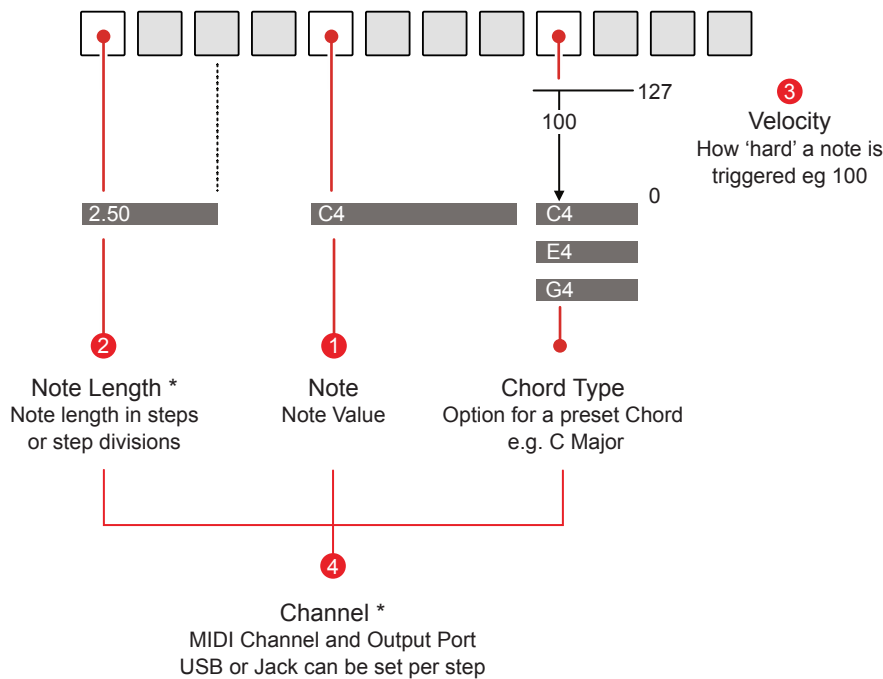 127
100
0
3
Velocity
How ‘hard’ a note is
triggered eg 100
2.50
C4
C4
E4
G4
2
Note Length *
Note length in steps
or step divisions
1
Note
Note Value
Chord Type
Option for a preset Chord
e.g. C Major
4
Channel *
MIDI Channel and Output Port
USB or Jack can be set per step